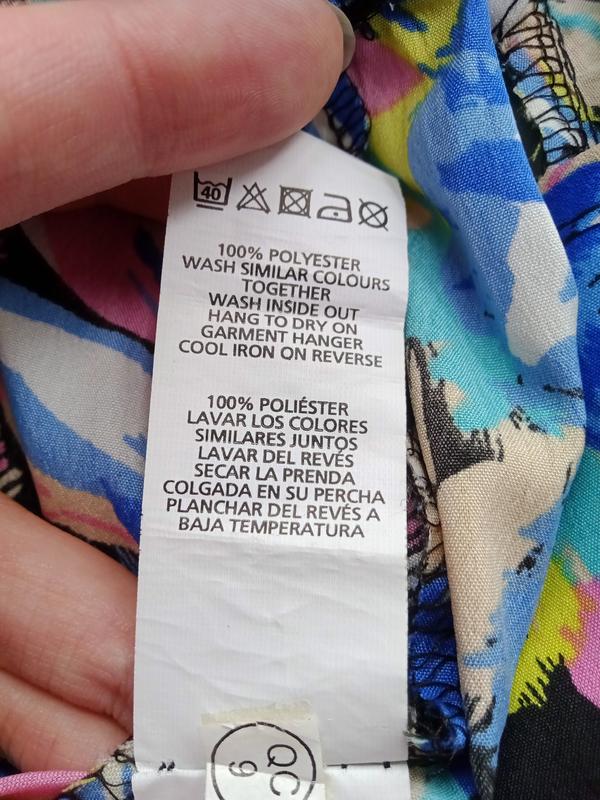 40
100% POLYESTER
WASH SIMILAR COLOURS
TOGETHER
WASH INSIDE OUT
HANG TO DRY ON
GARMENT HANGER
COOL IRON ON REVERSE
100% POLIÉSTER
LAVAR LOS COLORES
SIMILARES JUNTOS
LAVAR DEL REVÉS
SECAR LA PRENDA
COLGADA EN SU PERCHA
PLANCHAR DEL REVÉS A
BAJA TEMPERATURA
QC
9